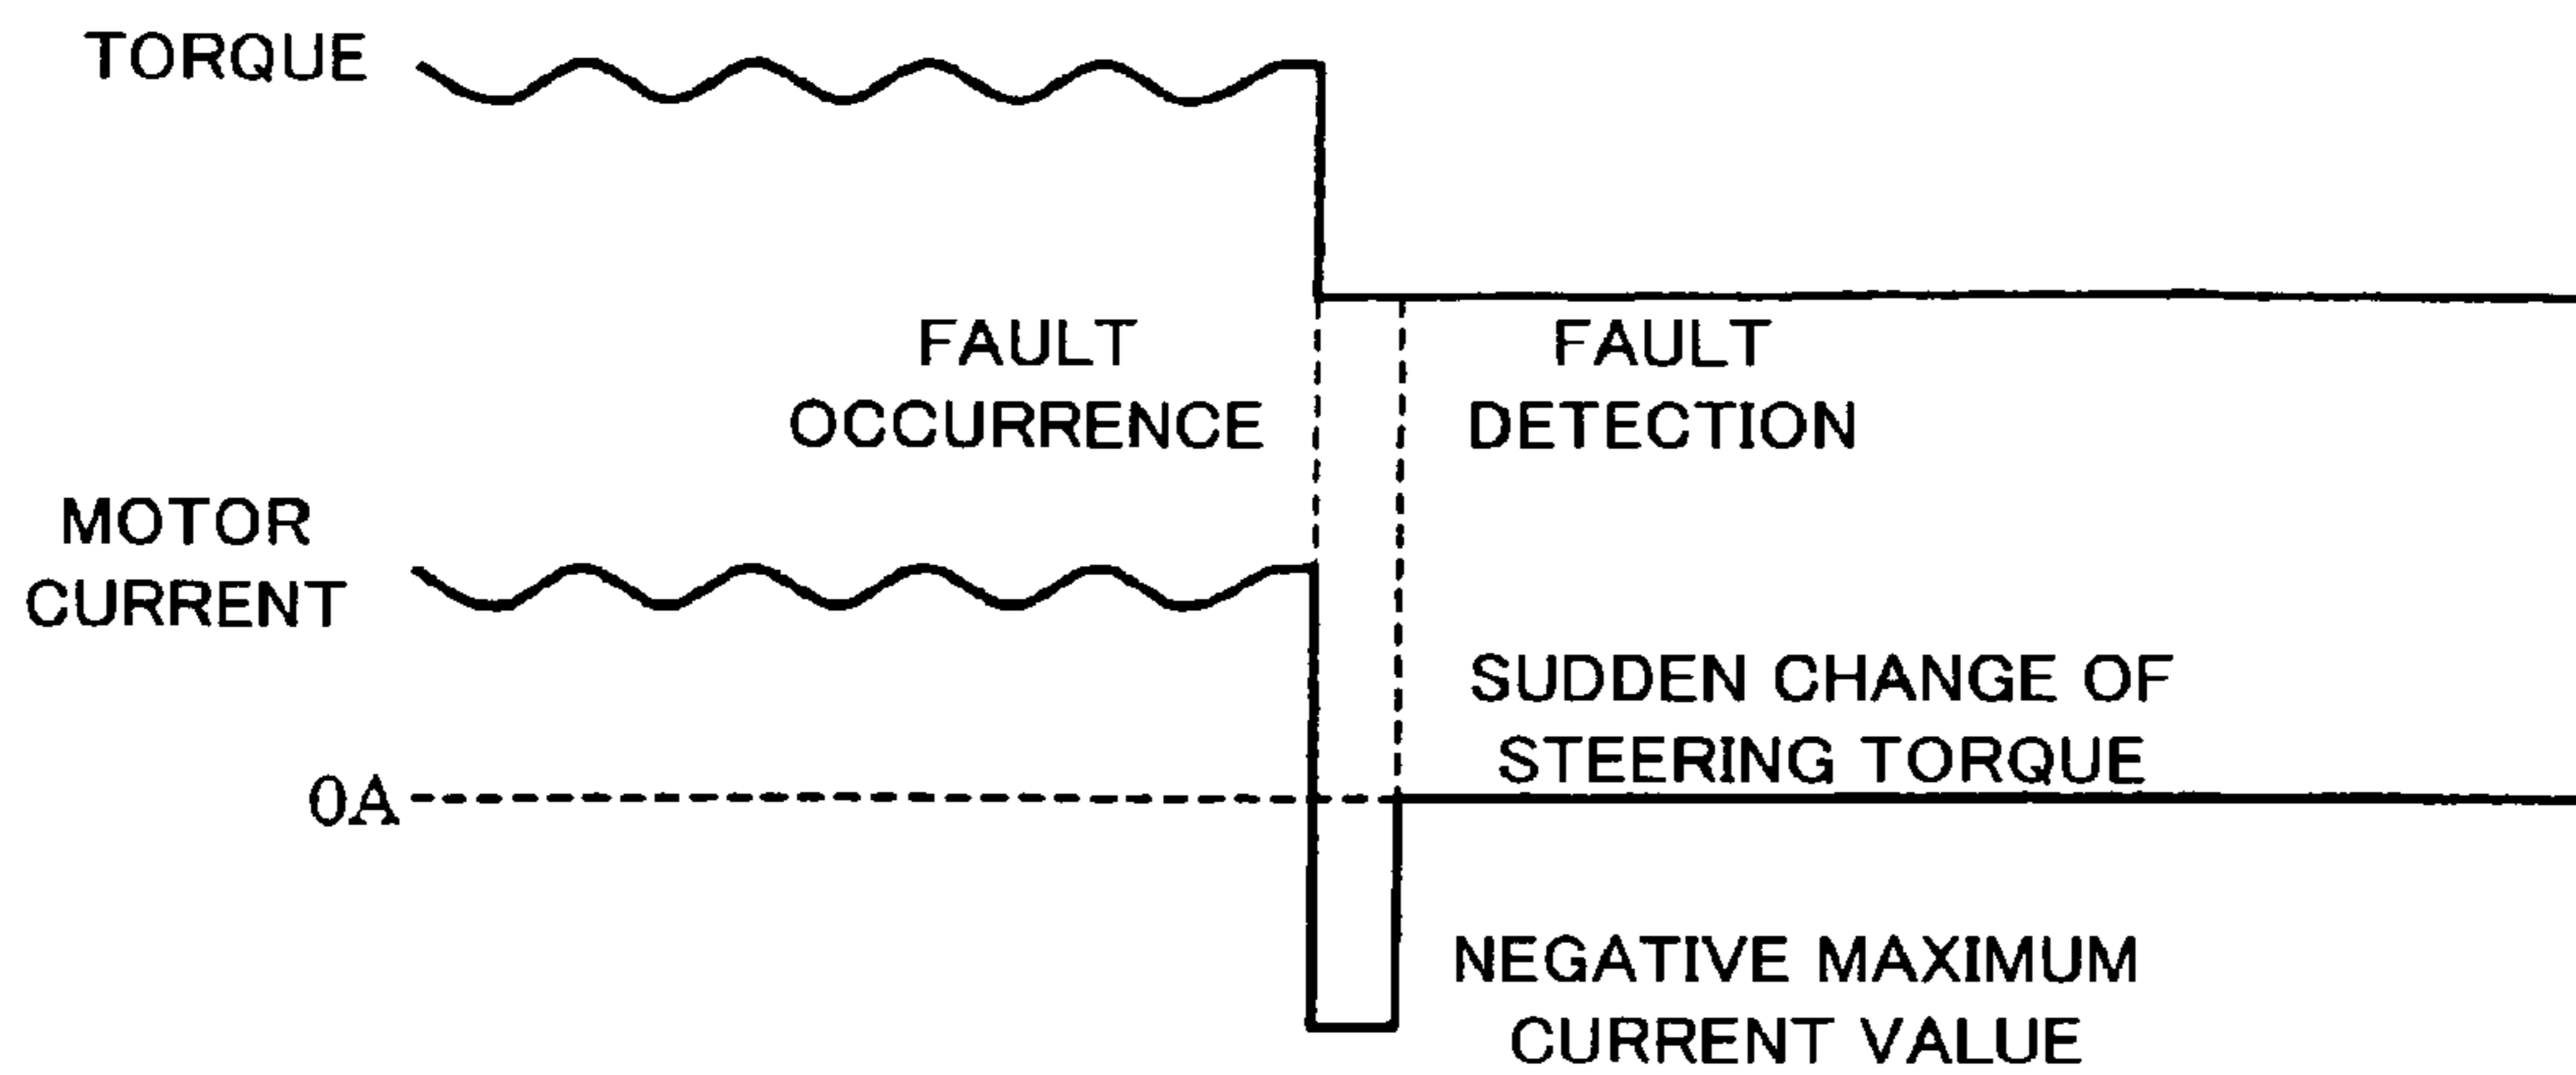 TORQUE
FAULT
OCCURRENCE
FAULT
DETECTION
MOTOR
CURRENT
SUDDEN CHANGE OF
STEERING TORQUE
0A
NEGATIVE MAXIMUM
CURRENT VALUE